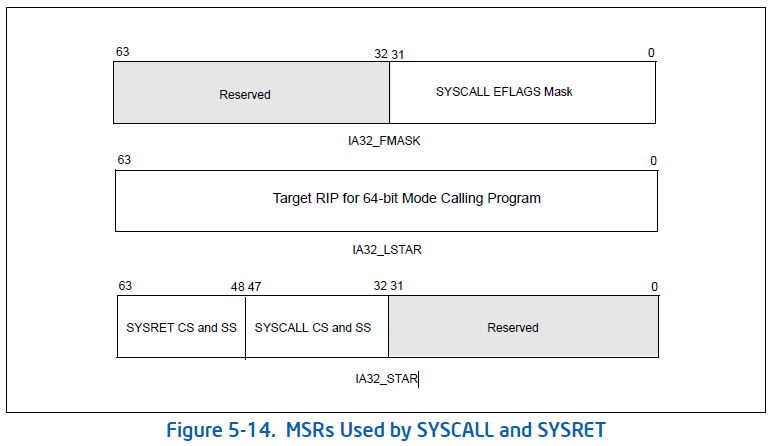 63 32 31 0
Reserved SYSCALL EFLAGS Mask
IA32_FMASK
63 0
Target RIP for 64-bit Mode Calling Program
IA32_LSTAR
63 48 47 32 31 0
SYSRET CS and SS SYSCALL CS and SS Reserved
IA32_STAR
Figure 5-14. MSRs Used by SYSCALL and SYSRET